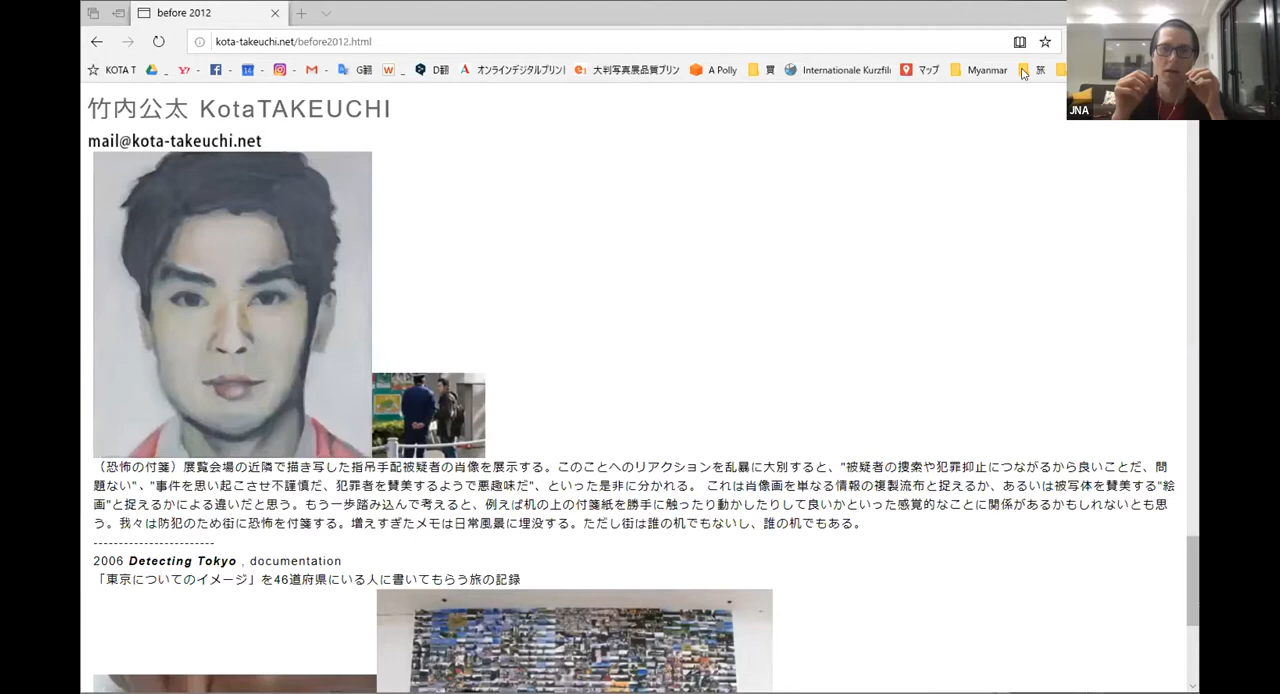 before 2012
kota-takeuchi.net/before2012.html
KOTA T
G翻
D翻
オンラインデジタルプリン
大判写真展品質プリン
A Polly
買
Internationale Kurzfil
マップ
Myanmar
旅
JNA
竹内公太 KotaTAKEUCHI
mail@kota-takeuchi.net
（恐怖の付箋）展覧会場の近隣で描き写した指吊手配被疑者の肖像を展示する。このことへのリアクションを乱暴に大別すると、"被疑者の捜索や犯罪抑止につながるから良いことだ、問
題ない"、"事件を思い起こさせ不謹慎だ、犯罪者を賛美するようで悪趣味だ"、といった是非に分かれる。 これは肖像画を単なる情報の複製流布と捉えるか、あるいは被写体を賛美する"絵
画"と捉えるかによる違いだと思う。もう一歩踏み込んで考えると、例えば机の上の付箋紙を勝手に触ったり動かしたりして良いかといった感覚的なことに関係があるかもしれないとも思
う。我々は防犯のため街に恐怖を付箋する。増えすぎたメモは日常風景に埋没する。ただし街は誰の机でもないし、誰の机でもある。
------------------------
2006 Detecting Tokyo , documentation
「東京についてのイメージ」を46道府県にいる人に書いてもらう旅の記録